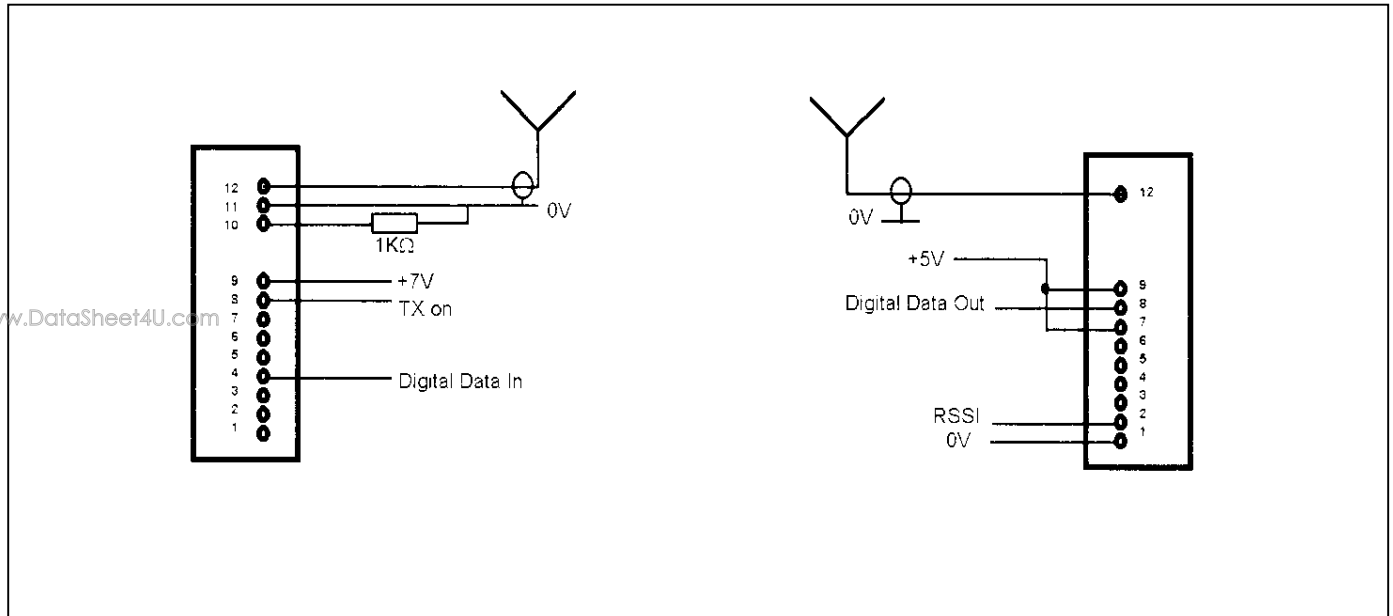 12
11
10
0V
1KΩ
9
+7V
8
TX on
7
6
5
4
Digital Data In
3
2
1
w.DataSheet4U.com
12
0V
+5V
9
Digital Data Out
8
7
6
5
4
3
RSSI
2
0V
1